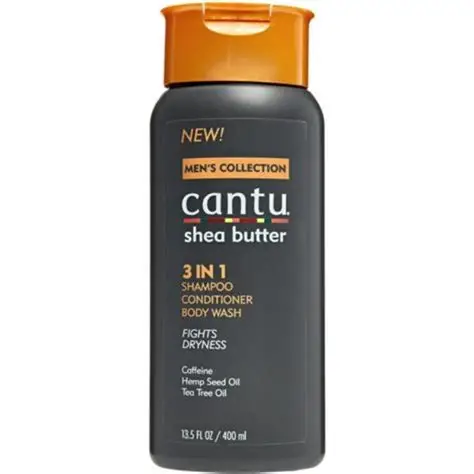 NEW!
MEN'S COLLECTION
cantu
shea butter
3 IN 1
SHAMPOO
CONDITIONER
BODY WASH
FIGHTS
DRYNESS
Caffeine
Hemp Seed Oil
Tea Tree Oil
13.5 FL OZ / 400 ml